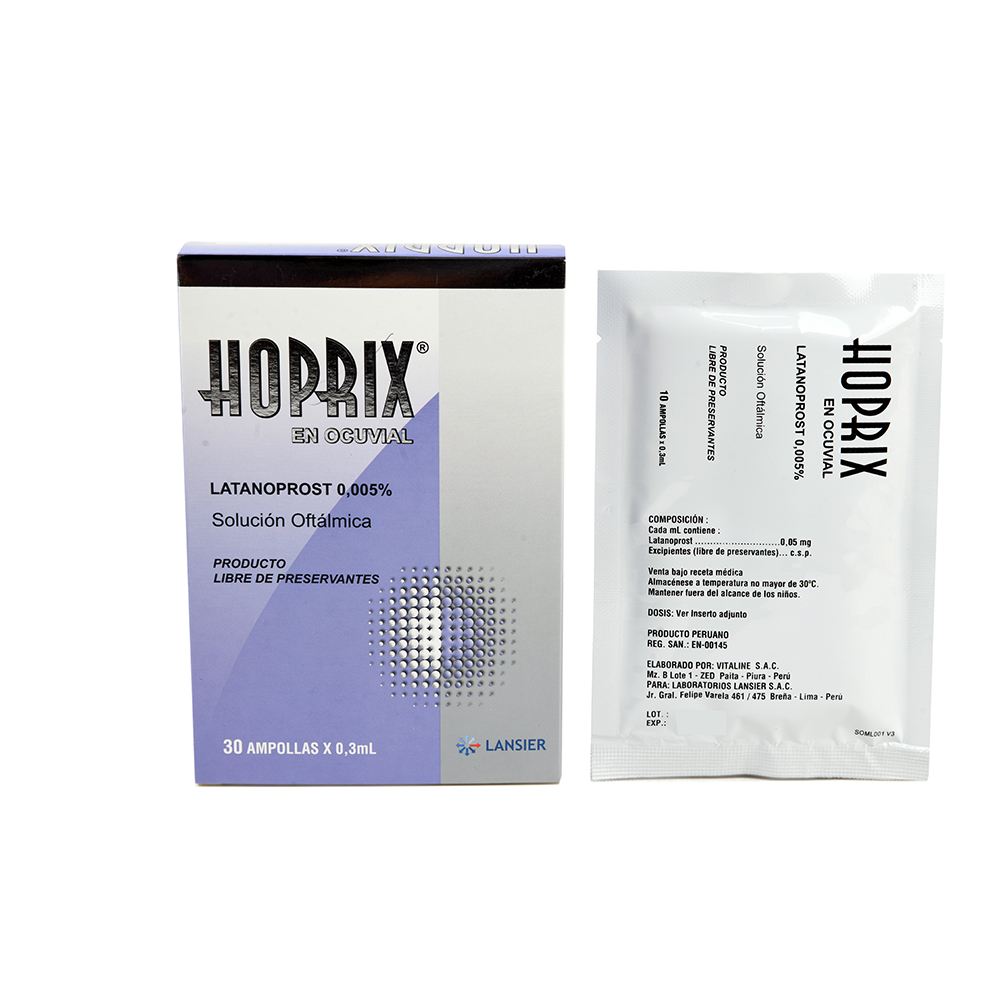 HOPRIX
HOPRIX®
EN OCUVIAL
LATANOPROST 0,005%
Solución Oftálmica
PRODUCTO
LIBRE DE PRESERVANTES
30 AMPOLLAS X 0,3mL
LANSIER
HOPRIX
EN OCUVIAL
LATANOPROST 0,005%
Solución Oftálmica
PRODUCTO
LIBRE DE PRESERVANTES
10 AMPOLLAS x 0,3mL
COMPOSICIÓN :
Cada mL contiene :
Latanoprost ............................0,05 mg
Excipientes (libre de preservantes)... c.s.p.
Venta bajo receta médica
Almacénese a temperatura no mayor de 30°C.
Mantener fuera del alcance de los niños.
DOSIS: Ver Inserto adjunto
PRODUCTO PERUANO
REG. SAN.: EN-00145
ELABORADO POR: VITALINE S.A.C.
Mz. B Lote 1 - ZED Paita - Piura - Perú
PARA: LABORATORIOS LANSIER S.A.C.
Jr. Gral. Felipe Varela 461 / 475 Breña - Lima - Perú
LOT. :
EXP.:
SOML001 V3